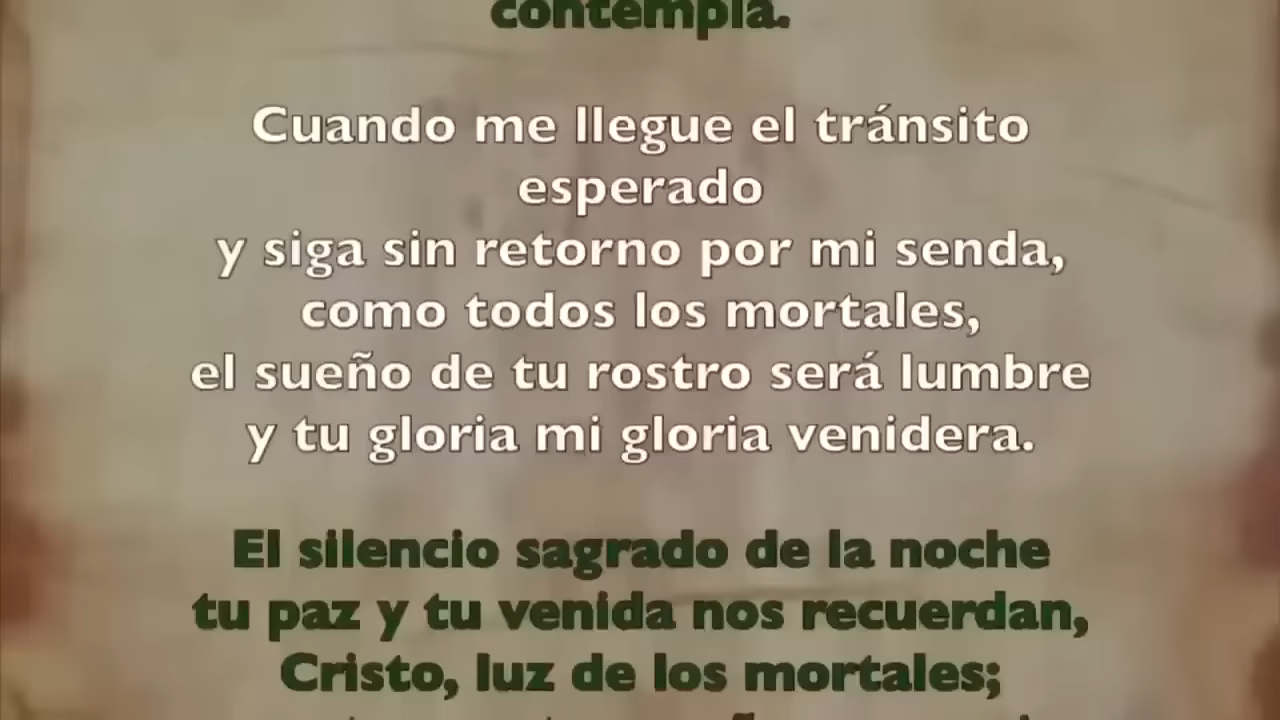 contempla.
Cuando me llegue el tránsito
esperado
y siga sin retorno por mi senda,
como todos los mortales,
el sueño de tu rostro será lumbre
y tu gloria mi gloria venidera.
El silencio sagrado de la noche
tu paz y tu venida nos recuerdan,
Cristo, luz de los mortales;